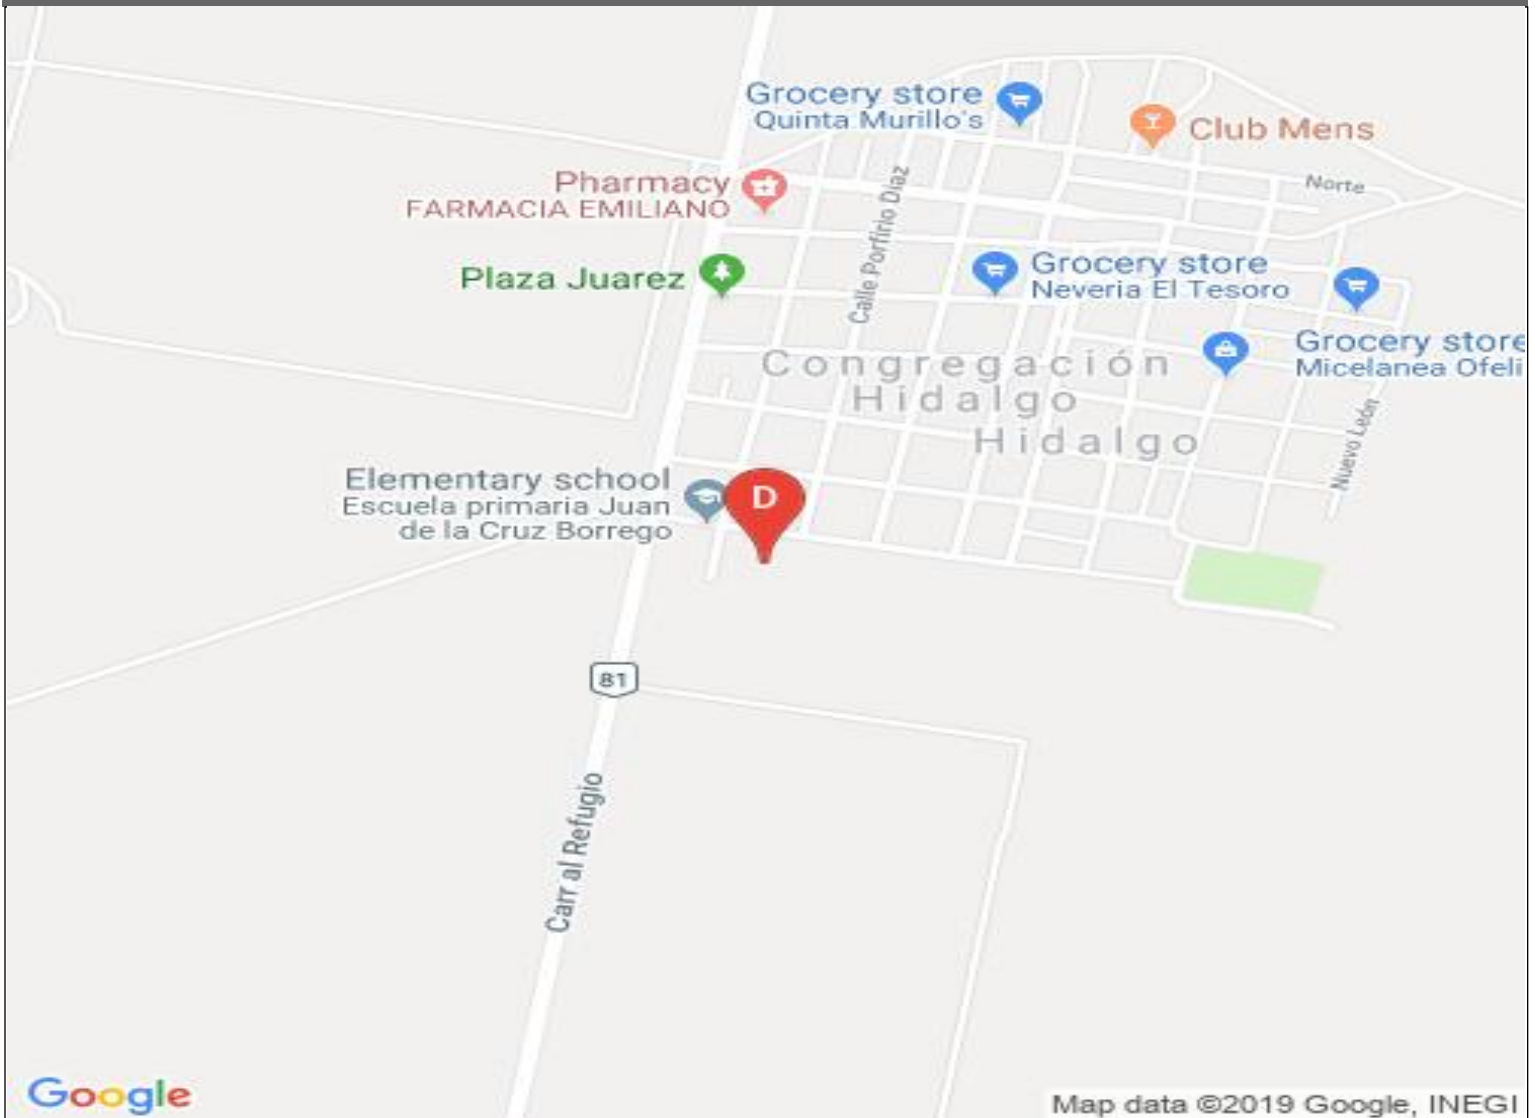 Grocery store
Quinta Murillo's
Club Mens
Pharmacy
FARMACIA EMILIANO
Norte
Calle Porfirio Díaz
Plaza Juarez
Grocery store
Neveria El Tesoro
Grocery store
Micelanea Ofeli
Congregación
Hidalgo
Hidalgo
Nuevo León
Elementary school
Escuela primaria Juan
de la Cruz Borrego
D
81
Carr al Refugio
Google
Map data ©2019 Google, INEGI